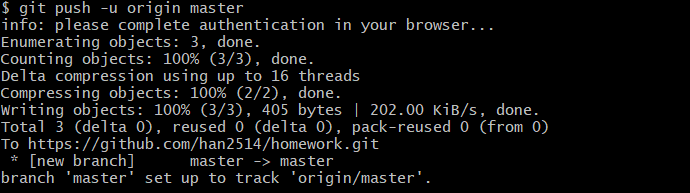 $ git push -u origin master
info: please complete authentication in your browser...
Enumerating objects: 3, done.
Counting objects: 100% (3/3), done.
Delta compression using up to 16 threads
Compressing objects: 100% (2/2), done.
Writing objects: 100% (3/3), 405 bytes | 202.00 KiB/s, done.
Total 3 (delta 0), reused 0 (delta 0), pack-reused 0 (from 0)
To https://github.com/han2514/homework.git
 * [new branch]      master -> master
branch 'master' set up to track 'origin/master'.